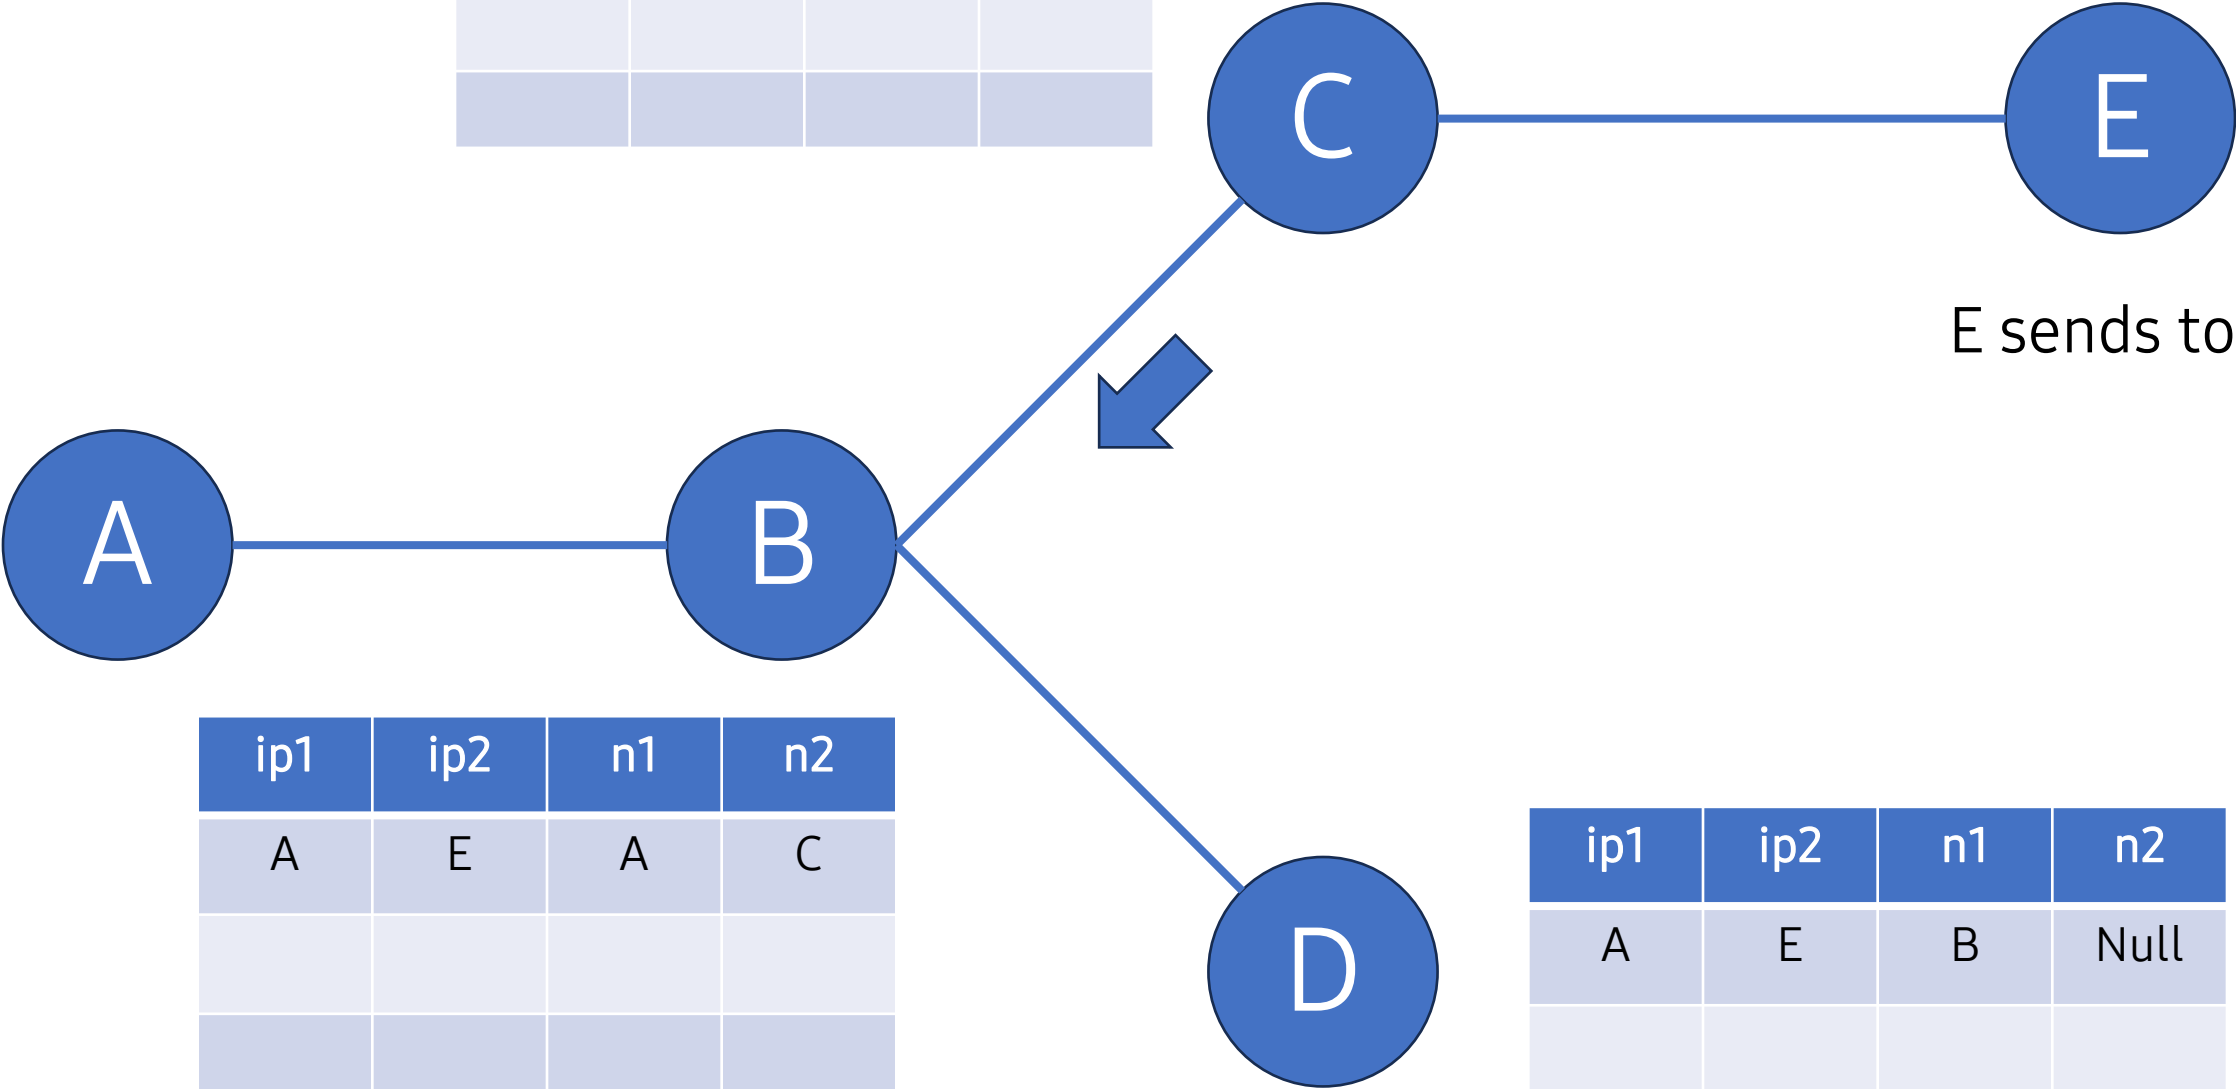 C
E
E sends to
A
B
ip1 ip2 n1 n2
A E A C
D
ip1 ip2 n1 n2
A E B Null